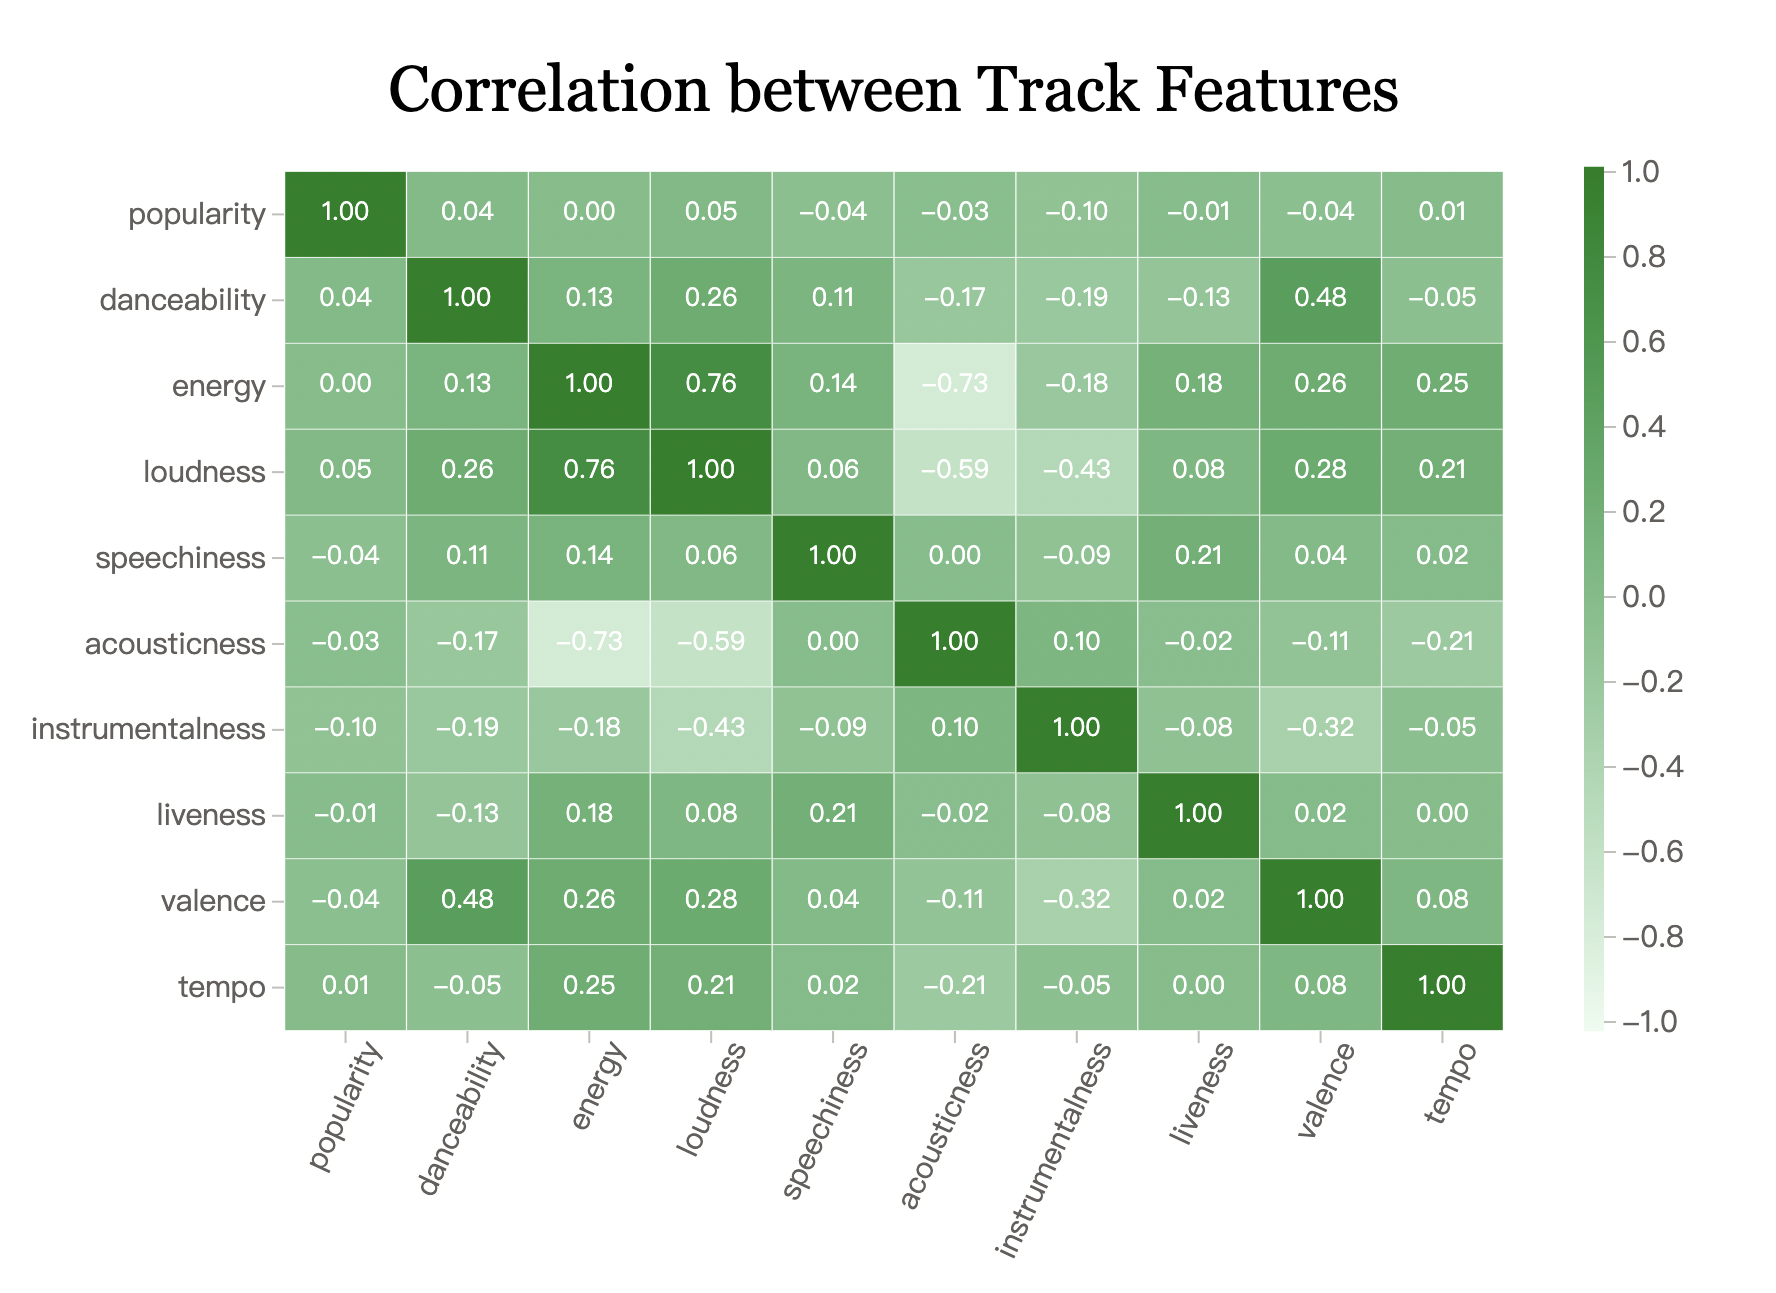 Correlation between Track Features
popularity 1.00 0.04 0.00 0.05 −0.04 −0.03 −0.10 −0.01 −0.04 0.01
danceability 0.04 1.00 0.13 0.26 0.11 −0.17 −0.19 −0.13 0.48 −0.05
energy 0.00 0.13 1.00 0.76 0.14 −0.73 −0.18 0.18 0.26 0.25
loudness 0.05 0.26 0.76 1.00 0.06 −0.59 −0.43 0.08 0.28 0.21
speechiness −0.04 0.11 0.14 0.06 1.00 0.00 −0.09 0.21 0.04 0.02
acousticness −0.03 −0.17 −0.73 −0.59 0.00 1.00 0.10 −0.02 −0.11 −0.21
instrumentalness −0.10 −0.19 −0.18 −0.43 −0.09 0.10 1.00 −0.08 −0.32 −0.05
liveness −0.01 −0.13 0.18 0.08 0.21 −0.02 −0.08 1.00 0.02 0.00
valence −0.04 0.48 0.26 0.28 0.04 −0.11 −0.32 0.02 1.00 0.08
tempo 0.01 −0.05 0.25 0.21 0.02 −0.21 −0.05 0.00 0.08 1.00
popularity danceability energy loudness speechiness acousticness instrumentalness liveness valence tempo
1.0
0.8
0.6
0.4
0.2
0.0
−0.2
−0.4
−0.6
−0.8
−1.0